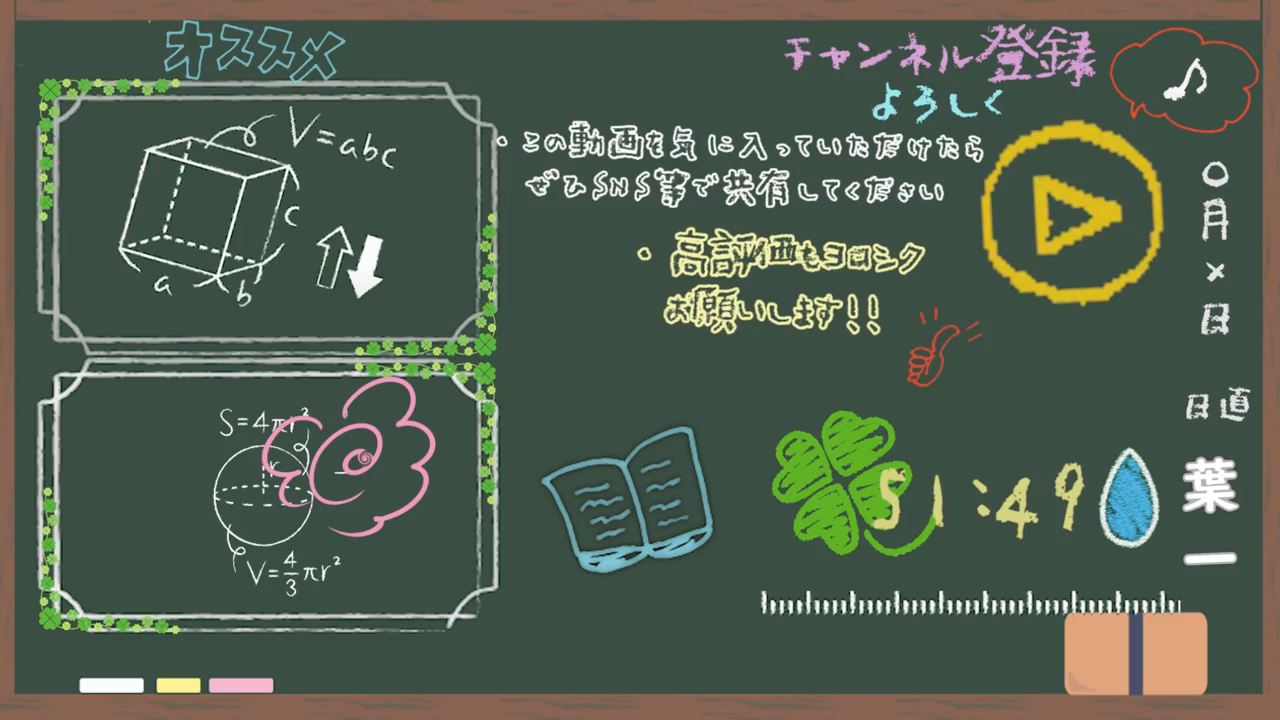 オススメ
V=abc
c
a
b
S=4πr²
r
V=4/3πr²
チャンネル登録
よろしく
・この動画を気に入っていただけたら
ぜひSNS等で共有してください
・高評価もヨロシク
お願いします!!
♪
〇月×日
日直
葉一
51:49